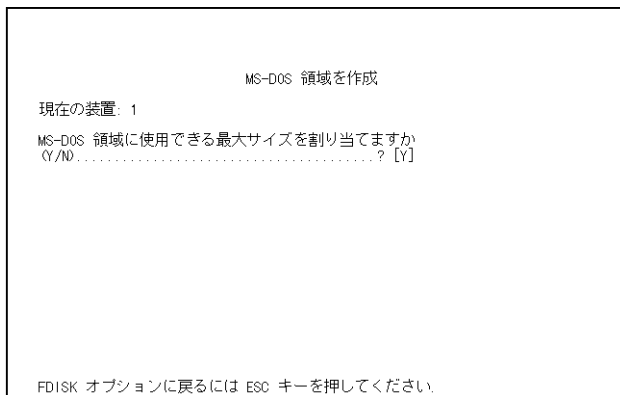 MS-DOS 領域を作成
現在の装置: 1
MS-DOS 領域に使用できる最大サイズを割り当てますか
(Y/N).......................................? [Y]
FDISK オプションに戻るには ESC キーを押してください.